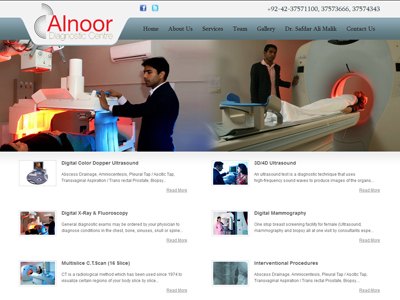 Alnoor
Diagnostic Centre
+92-42-37571100, 37573666, 37574343
Home About Us Services Team Gallery Dr. Safdar Ali Malik Contact Us
Digital Color Dopper Ultrasound
Abscess Drainage, Amniocentesis, Pleural Tap / Ascitic Tap,
Transvaginal Aspiration / Trans rectal Prostate, Biopsy...
Read More
3D/4D Ultrasound
An ultrasound test is a diagnostic technique that uses
high-frequency sound waves to produce images of the organs...
Read More
Digital X-Ray & Fluoroscopy
General diagnostic exams may be ordered by your physician to
diagnose conditions in the chest, bone, sinuses, skull or spine...
Read More
Digital Mammography
One stop breast screening facility for female (ultrasound,
mammography and biopsy all at one visit by consultants expe...
Read More
Multislice C.T.Scan (16 Slice)
CT is a radiological method which has been used since 1974 to
visualize certain regions of your body slice by slice...
Read More
Interventional Procedures
Abscess Drainage, Amniocentesis, Pleural Tap / Ascitic Tap,
Transvaginal Aspiration / Trans rectal Prostate, Biopsy...
Read More